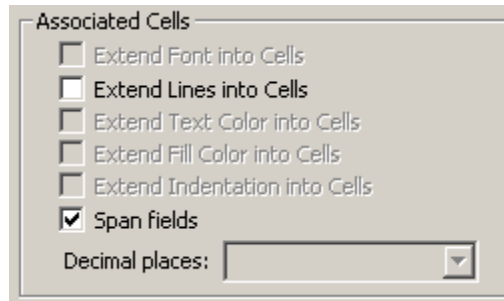 Associated Cells
Extend Font into Cells
Extend Lines into Cells
Extend Text Color into Cells
Extend Fill Color into Cells
Extend Indentation into Cells
Span fields
Decimal places: